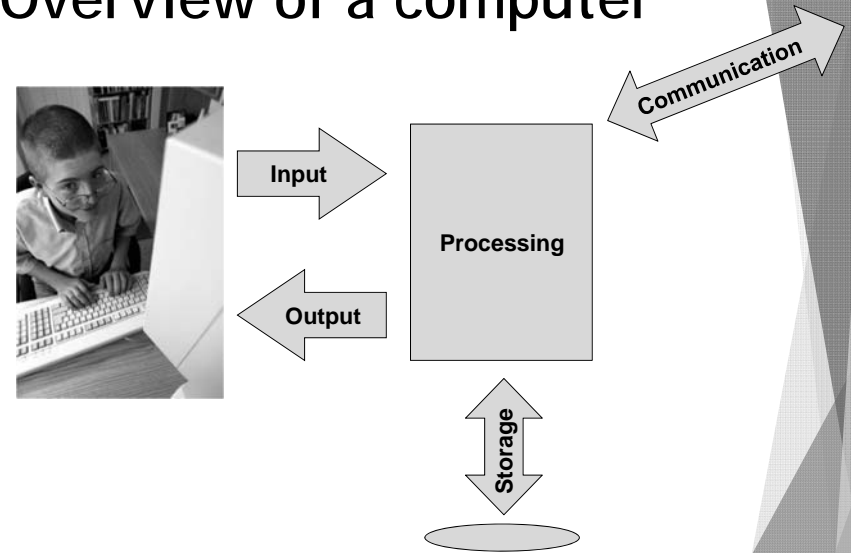 Overview of a computer
Communication
Input
Processing
Output
Storage